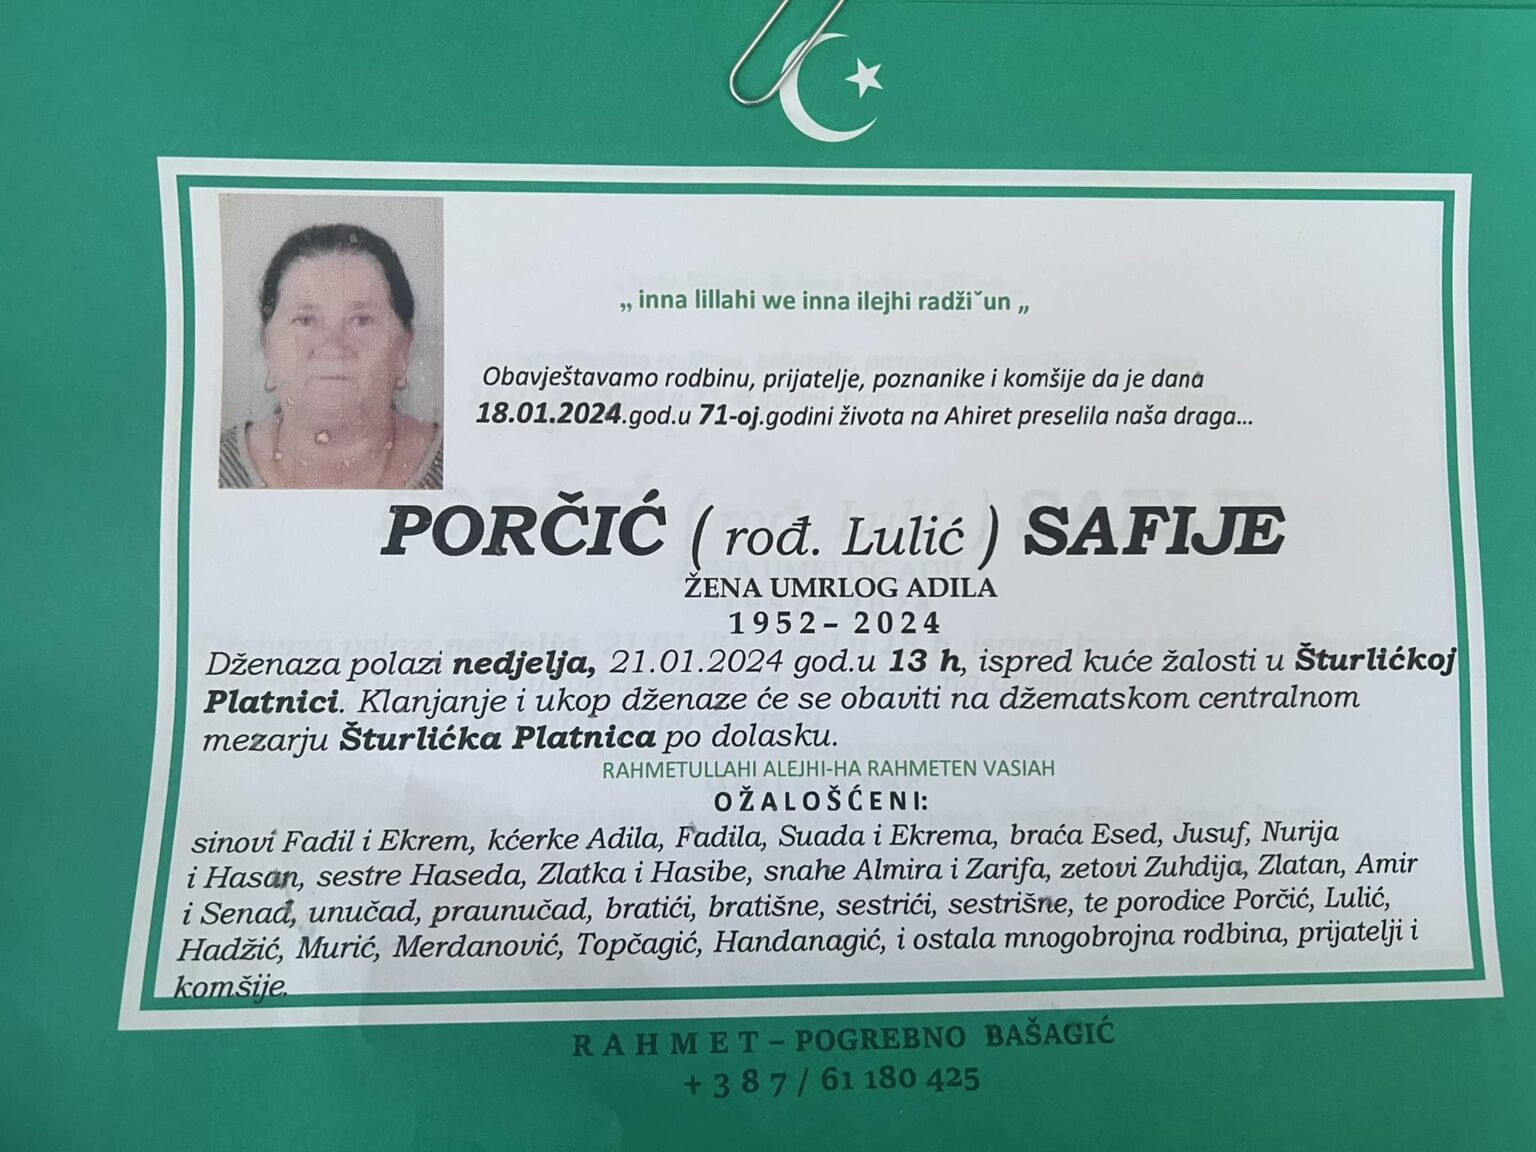 „ inna lillahi we inna ilejhi radžiˇun „
Obavještavamo rodbinu, prijatelje, poznanike i komšije da je dana
18.01.2024.god.u 71-oj.godini života na Ahiret preselila naša draga...
PORČIĆ ( rođ. Lulić ) SAFIJE
ŽENA UMRLOG ADILA
1952– 2024
Dženaza polazi nedjelja, 21.01.2024 god.u 13 h, ispred kuće žalosti u Šturlićkoj
Platnici. Klanjanje i ukop dženaze će se obaviti na džematskom centralnom
mezarju Šturlićka Platnica po dolasku.
RAHMETULLAHI ALEJHI-HA RAHMETEN VASIAH
OŽALOŠĆENI:
sinovi Fadil i Ekrem, kćerke Adila, Fadila, Suada i Ekrema, braća Esed, Jusuf, Nurija
i Hasan, sestre Haseda, Zlatka i Hasibe, snahe Almira i Zarifa, zetovi Zuhdija, Zlatan, Amir
i Senad, unučad, praunučad, bratići, bratišne, sestrići, sestrišne, te porodice Porčić, Lulić,
Hadžić, Murić, Merdanović, Topčagić, Handanagić, i ostala mnogobrojna rodbina, prijatelji i
komšije.
RAHMET– POGREBNO BAŠAGIĆ
+387/ 61 180 425